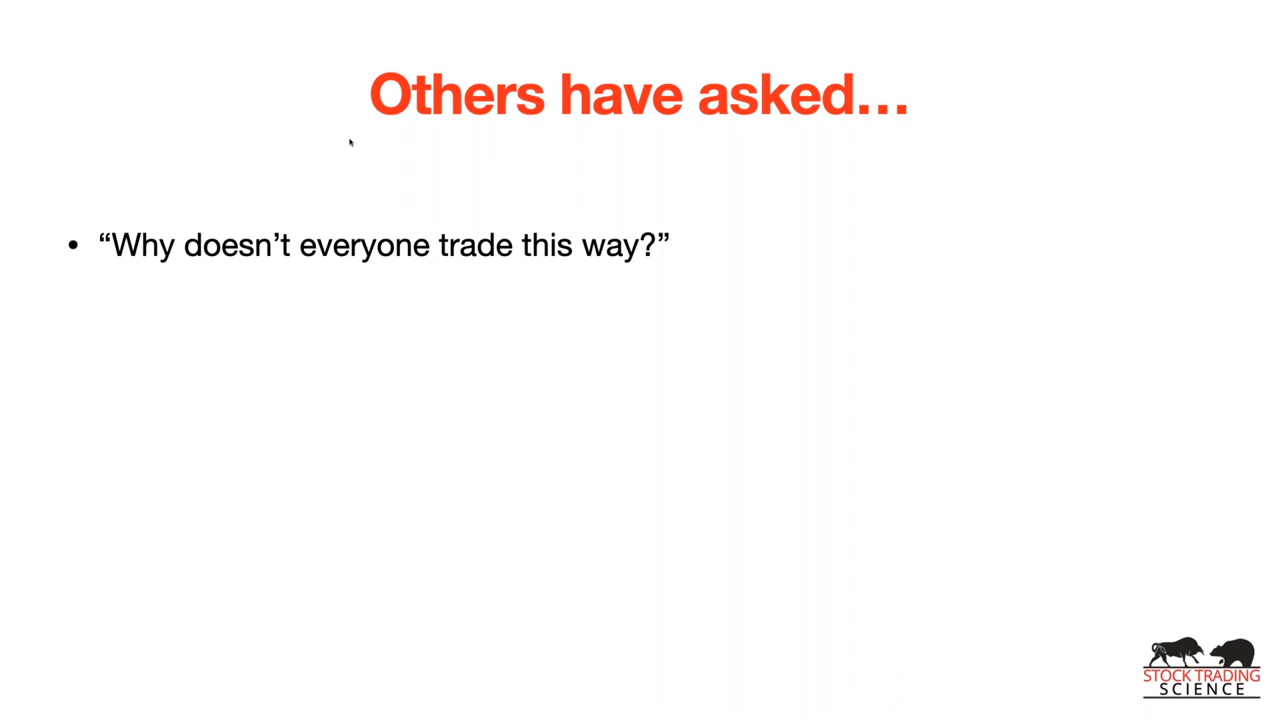 Others have asked…
• “Why doesn’t everyone trade this way?”
STOCK TRADING
SCIENCE